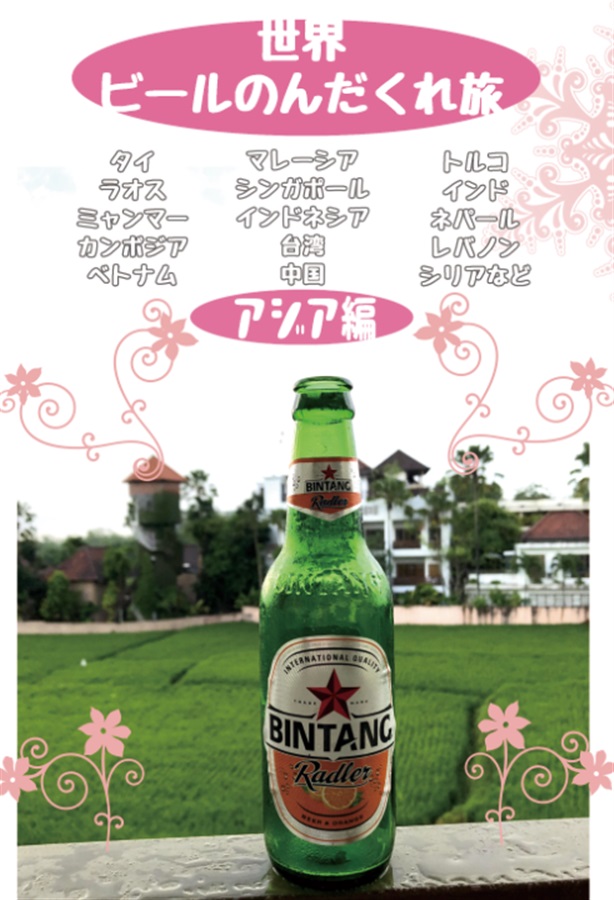 世界
ビールのんだくれ旅
タイ
ラオス
ミャンマー
カンボジア
ベトナム
マレーシア
シンガポール
インドネシア
台湾
中国
トルコ
インド
ネパール
レバノン
シリアなど
アジア編
BINTANG
Radler
BINTANG
INTERNATIONAL QUALITY
TRADE MARK
BINTANG
Radler
BEER & ORANGE